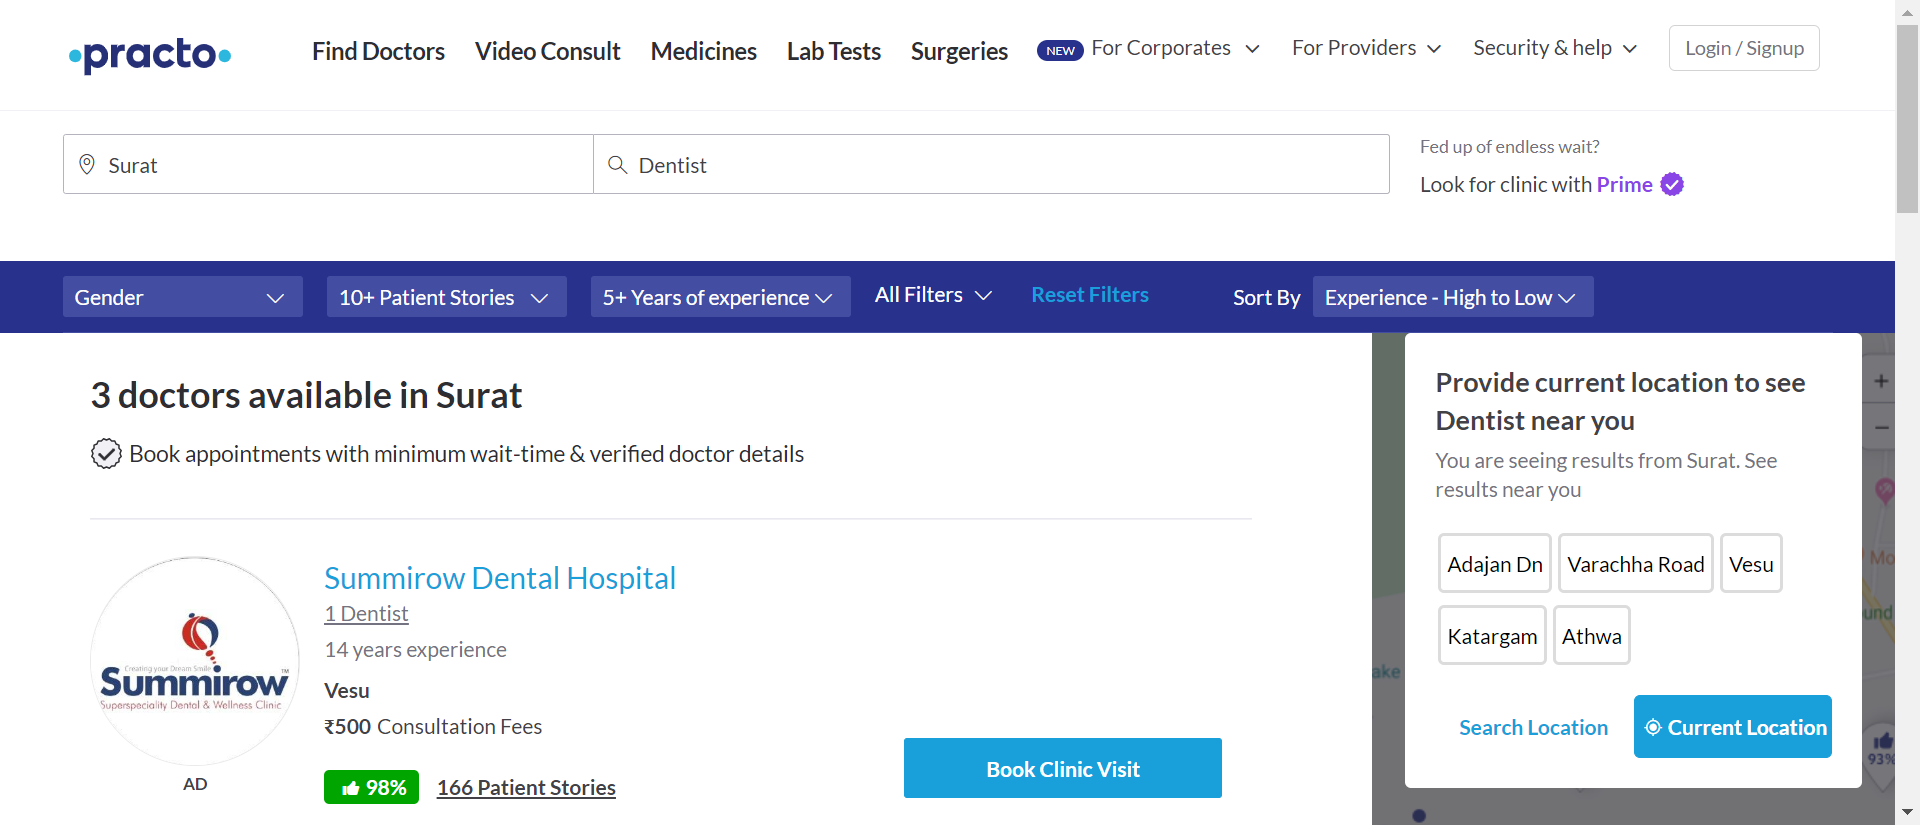 practo
Find Doctors
Video Consult
Medicines
Lab Tests
Surgeries
NEW
For Corporates
For Providers
Security & help
Login / Signup
Surat
Dentist
Fed up of endless wait?
Look for clinic with Prime
Gender
10+ Patient Stories
5+ Years of experience
All Filters
Reset Filters
Sort By
Experience - High to Low
3 doctors available in Surat
Book appointments with minimum wait-time & verified doctor details
Creating your Dream Smile
Summirow™
Superspeciality Dental & Wellness Clinic
AD
Summirow Dental Hospital
1 Dentist
14 years experience
Vesu
₹500 Consultation Fees
98%
166 Patient Stories
Book Clinic Visit
Provide current location to see
Dentist near you
You are seeing results from Surat. See
results near you
Adajan Dn
Varachha Road
Vesu
Katargam
Athwa
Search Location
Current Location
+
−
Mo
und
ake
93%